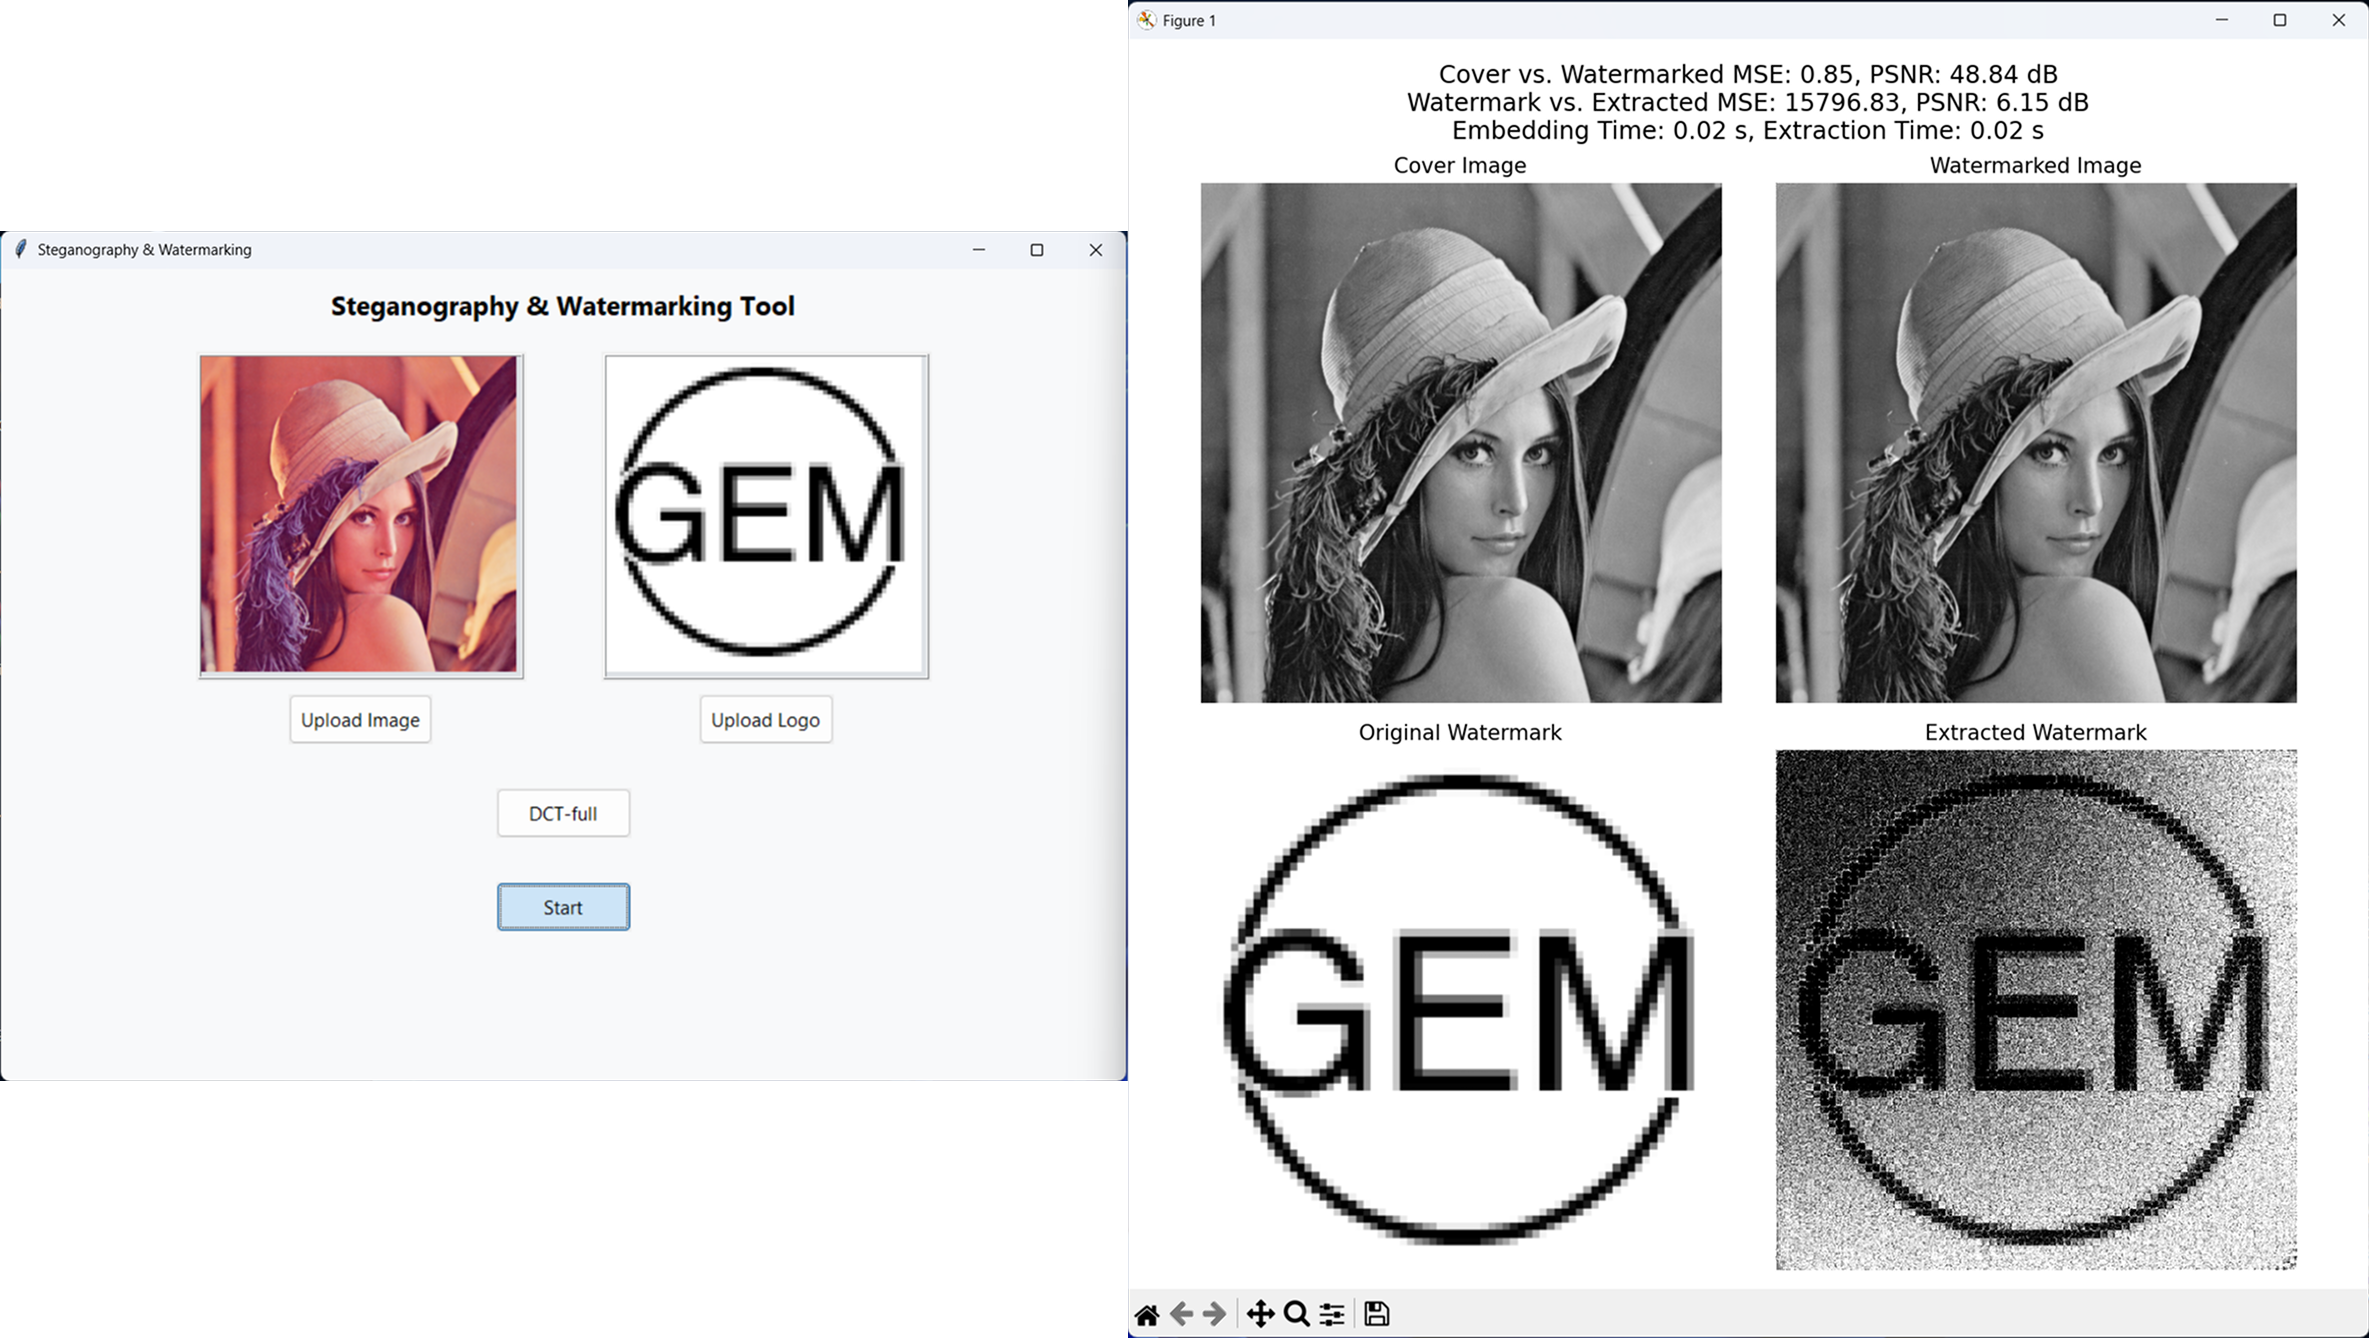 Steganography & Watermarking
Steganography & Watermarking Tool
GEM
Upload Image
Upload Logo
DCT-full
Start
Figure 1
Cover vs. Watermarked MSE: 0.85, PSNR: 48.84 dB
Watermark vs. Extracted MSE: 15796.83, PSNR: 6.15 dB
Embedding Time: 0.02 s, Extraction Time: 0.02 s
Cover Image
Watermarked Image
Original Watermark
Extracted Watermark
GEM
GEM